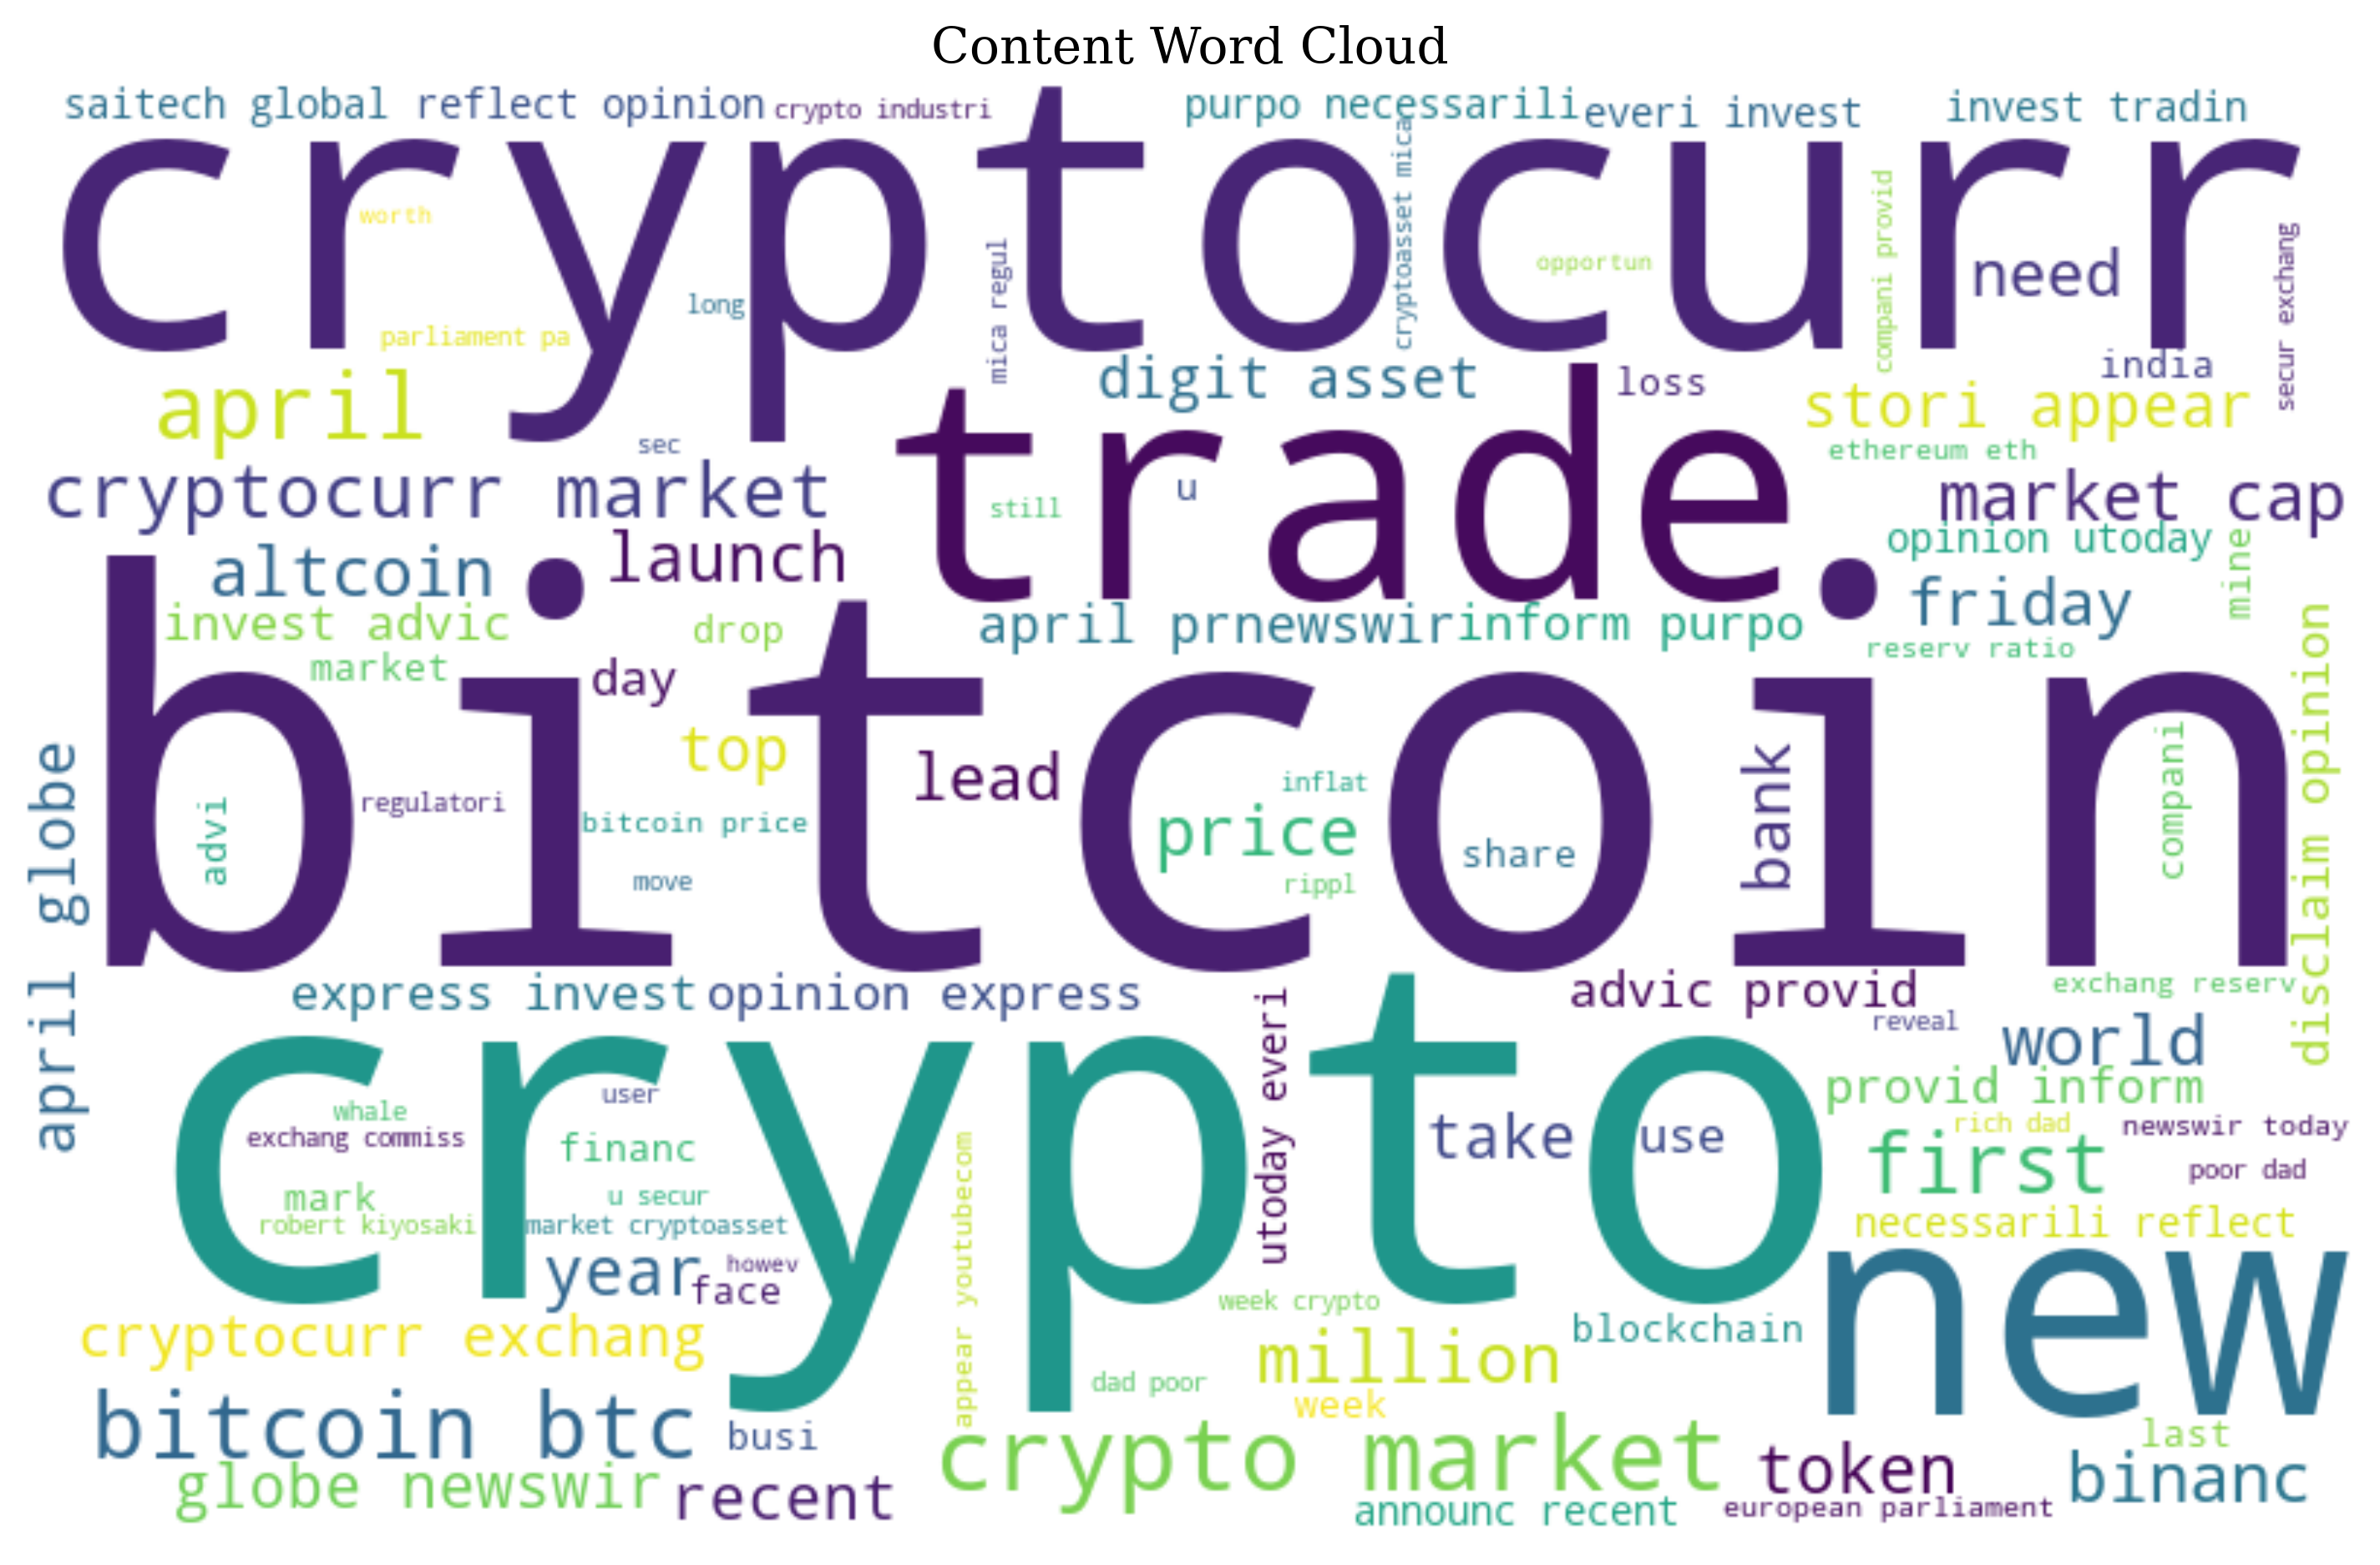 Content Word Cloud
saitech global
reflect opinion
crypto industri
purpo necessarili
everi invest
invest tradin
cryptocurr
worth
long
parliament pa
mica regul
cryptoasset mica
opportun
compani provid
need
secur exchang
april
sec
digit asset
loss
india
stori appear
ethereum eth
cryptocurr market
trade
still
u
market cap
opinion utoday
mine
altcoin
launch
invest advic
drop
april prnewswir
inform purpo
friday
reserv ratio
market
day
bitcoin
top
lead
advi
regulatori
bitcoin price
move
inflat
price
rippl
share
bank
compani
disclaim opinion
april globe
express invest
opinion express
advic provid
exchang reserv
reveal
world
crypto
utoday everi
provid inform
user
whale
exchang commiss
financ
take
use
rich dad
newswir today
first
poor dad
mark
u secur
robert kiyosaki
market cryptoasset
necessarili reflect
year
howev
face
appear youtubecom
week crypto
new
cryptocurr exchang
million
blockchain
dad poor
week
bitcoin btc
busi
crypto market
last
token
binanc
globe newswir
recent
announc recent
european parliament